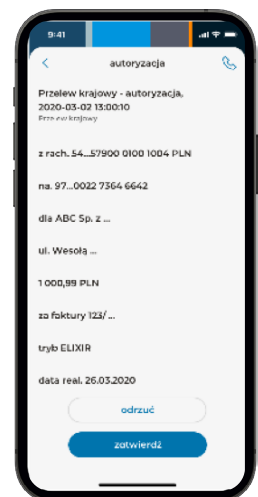 9:41
autoryzacja
Przelew krajowy - autoryzacja,
2020-03-02 13:00:10
Przelew krajowy
z rach. 54...57900 0100 1004 PLN
na. 97...0022 7364 6642
dla ABC Sp. z ...
ul. Wesołą ...
1 000,99 PLN
za faktury 123/ ...
tryb ELIXIR
data real. 26.03.2020
odrzuć
zatwierdź